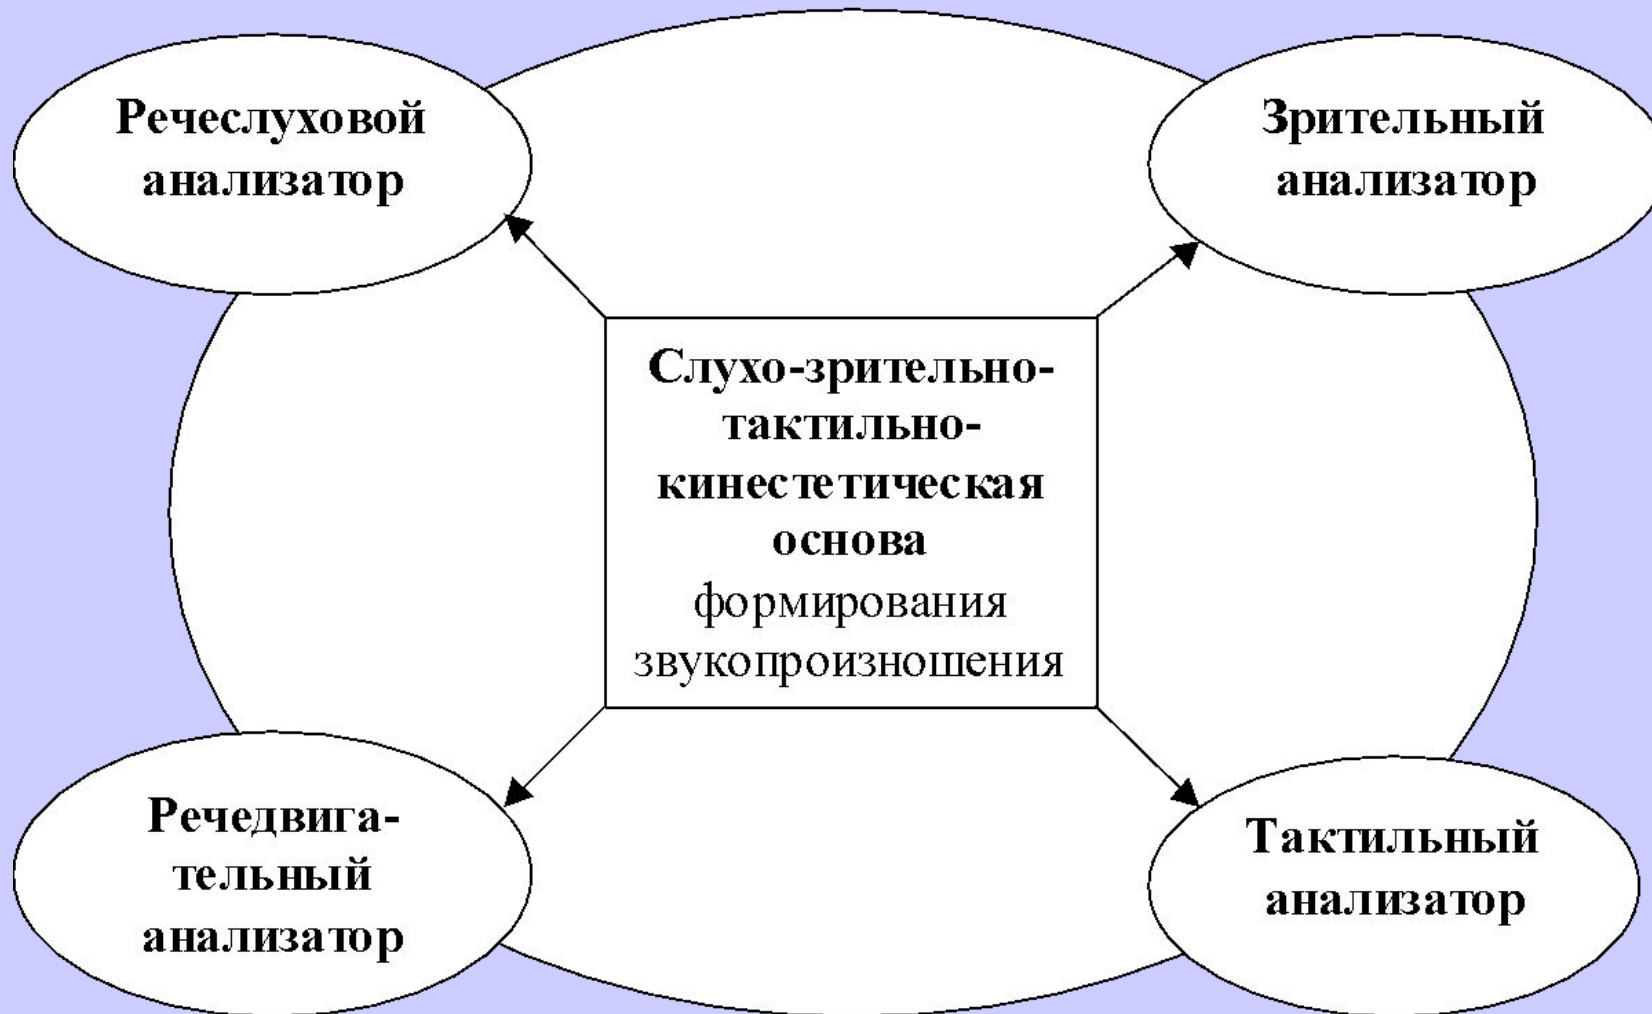 Речеслуховой
анализатор
Зрительный
анализатор
Слухо-зрительно-
тактильно-
кинестетическая
основа
формирования
звукопроизношения
Речедвига-
тельный
анализатор
Тактильный
анализатор